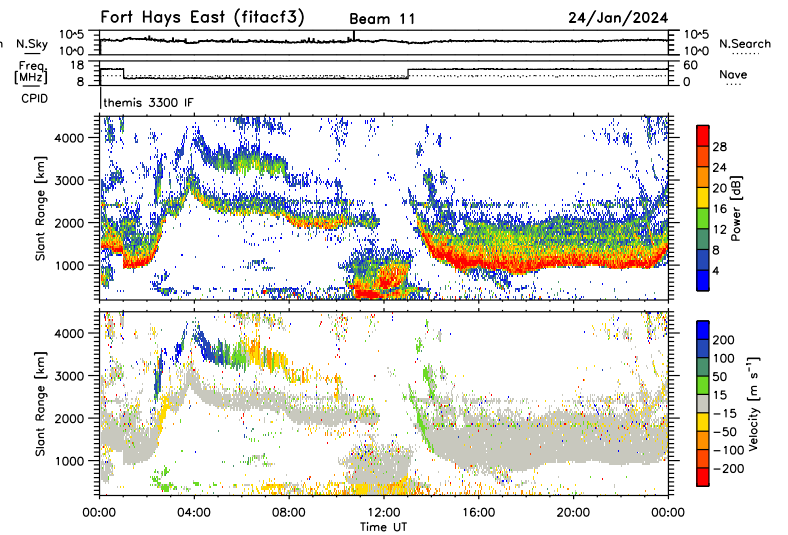 Fort Hays East (fitacf3) Beam 11 24/Jan/2024
N.Sky 10^5 10^0 10^5 10^0 N.Search
Freq. [MHz] 18 8 60 0 Nave
CPID themis 3300 IF
Slant Range [km] 4000 3000 2000 1000
Power [dB] 28 24 20 16 12 8 4
Slant Range [km] 4000 3000 2000 1000
Velocity [m s⁻¹] 200 100 50 15 −15 −50 −100 −200
00:00 04:00 08:00 12:00 16:00 20:00 00:00
Time UT